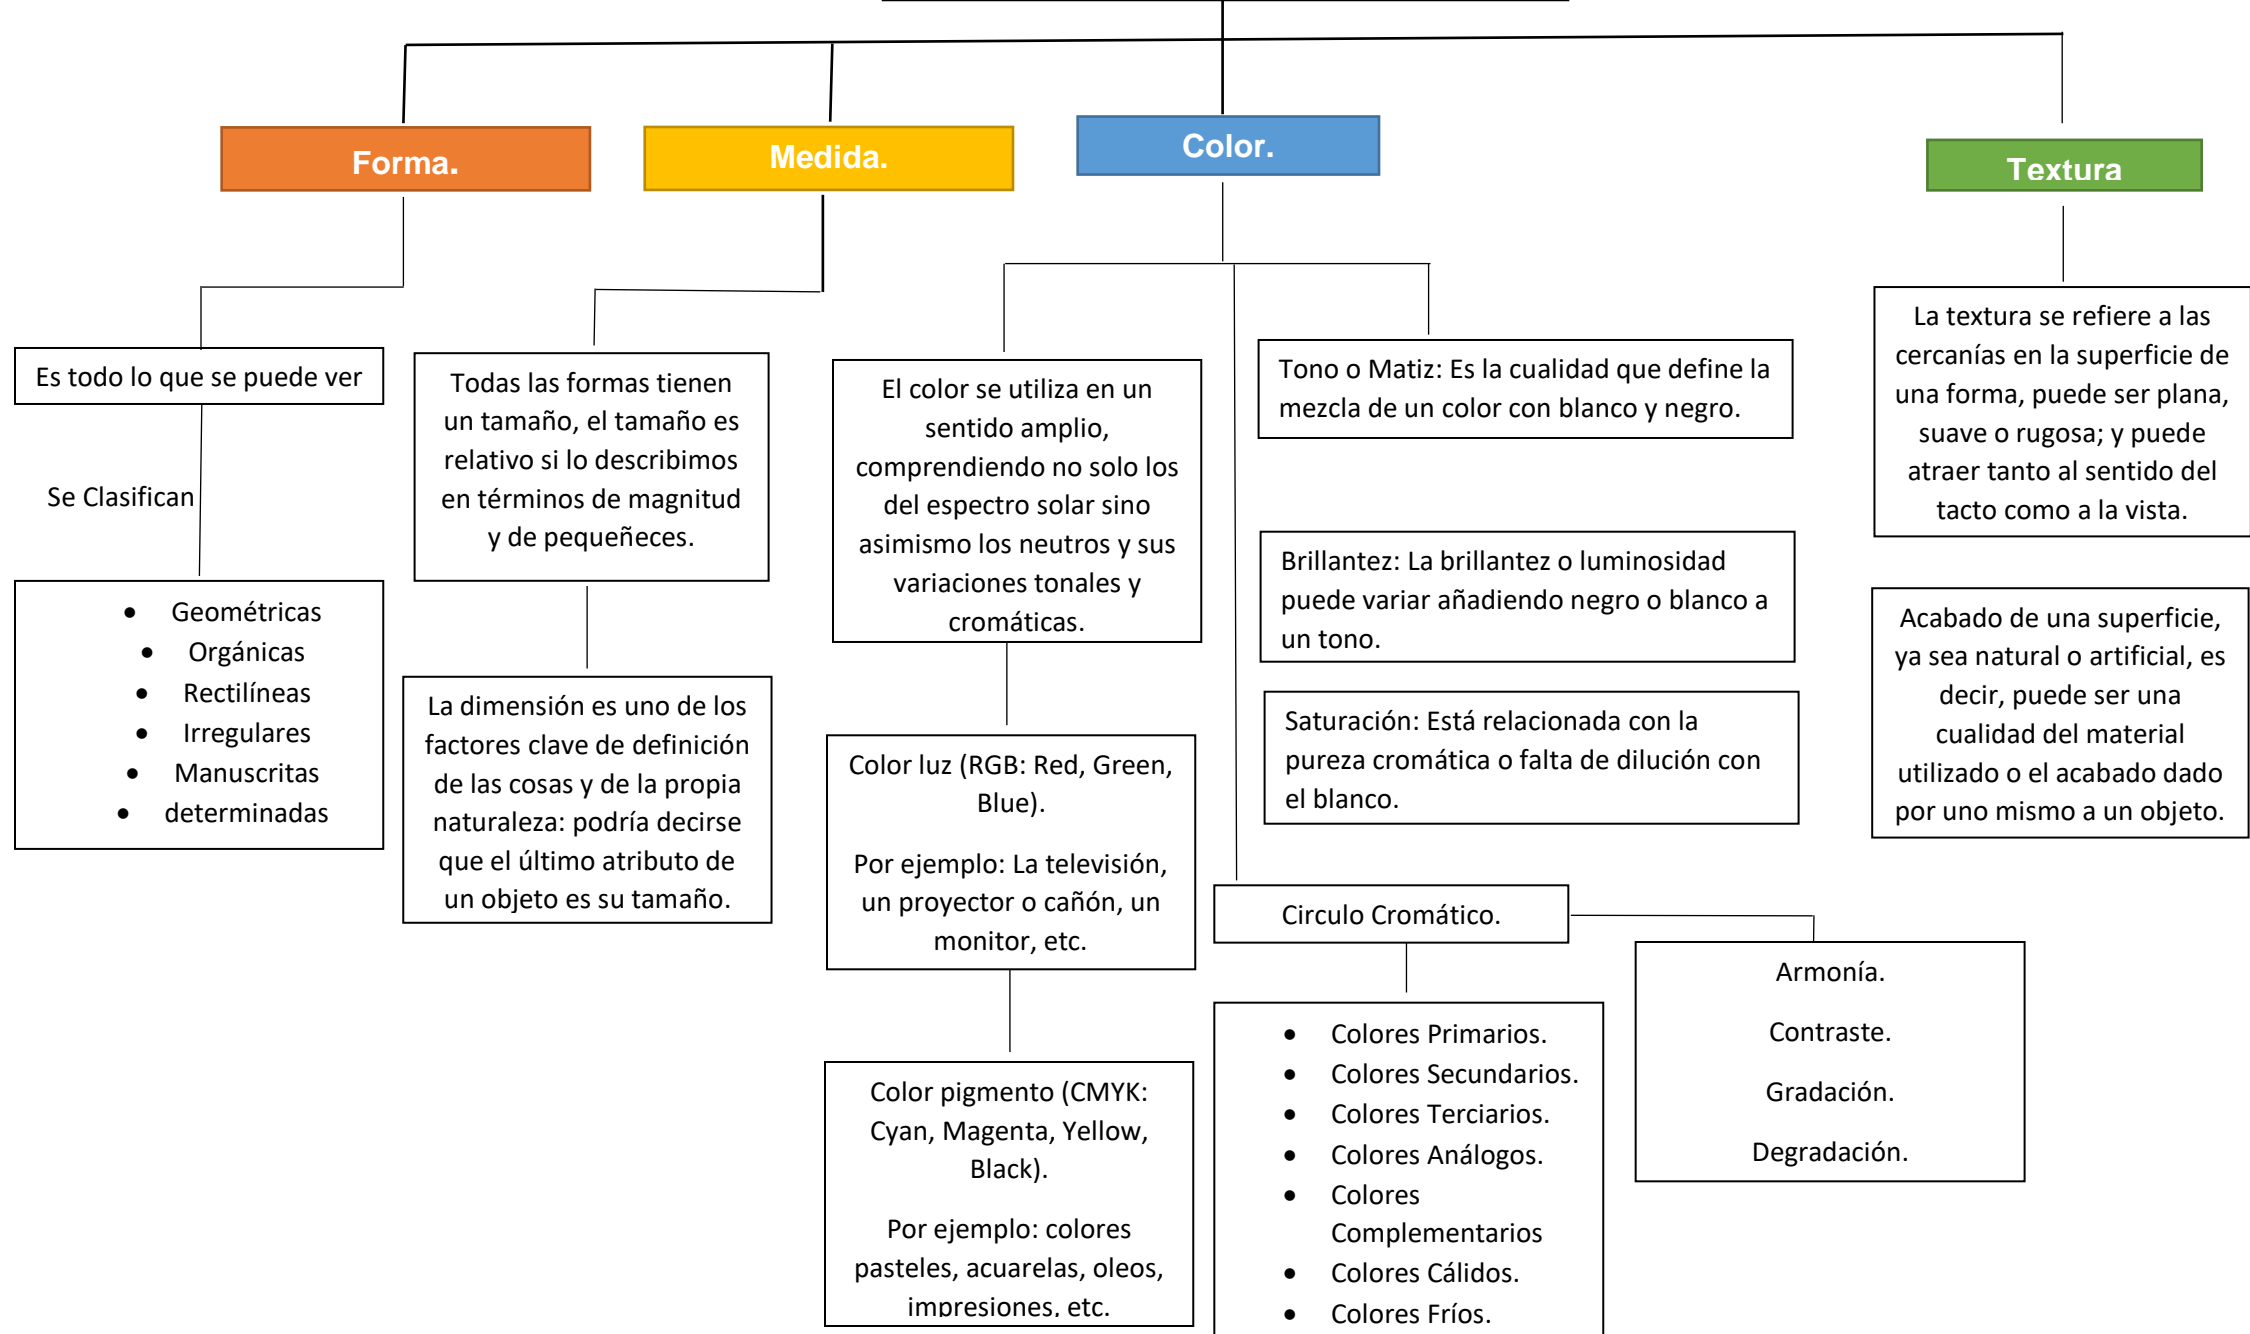 Forma.
Medida.
Color.
Textura
Es todo lo que se puede ver
Se Clasifican
• Geométricas
• Orgánicas
• Rectilíneas
• Irregulares
• Manuscritas
• determinadas
Todas las formas tienen
un tamaño, el tamaño es
relativo si lo describimos
en términos de magnitud
y de pequeñeces.
La dimensión es uno de los
factores clave de definición
de las cosas y de la propia
naturaleza: podría decirse
que el último atributo de
un objeto es su tamaño.
El color se utiliza en un
sentido amplio,
comprendiendo no solo los
del espectro solar sino
asimismo los neutros y sus
variaciones tonales y
cromáticas.
Color luz (RGB: Red, Green,
Blue).
Por ejemplo: La televisión,
un proyector o cañón, un
monitor, etc.
Color pigmento (CMYK:
Cyan, Magenta, Yellow,
Black).
Por ejemplo: colores
pasteles, acuarelas, oleos,
impresiones, etc.
Tono o Matiz: Es la cualidad que define la
mezcla de un color con blanco y negro.
Brillantez: La brillantez o luminosidad
puede variar añadiendo negro o blanco a
un tono.
Saturación: Está relacionada con la
pureza cromática o falta de dilución con
el blanco.
Circulo Cromático.
• Colores Primarios.
• Colores Secundarios.
• Colores Terciarios.
• Colores Análogos.
• Colores
Complementarios
• Colores Cálidos.
• Colores Fríos.
Armonía.
Contraste.
Gradación.
Degradación.
La textura se refiere a las
cercanías en la superficie de
una forma, puede ser plana,
suave o rugosa; y puede
atraer tanto al sentido del
tacto como a la vista.
Acabado de una superficie,
ya sea natural o artificial, es
decir, puede ser una
cualidad del material
utilizado o el acabado dado
por uno mismo a un objeto.